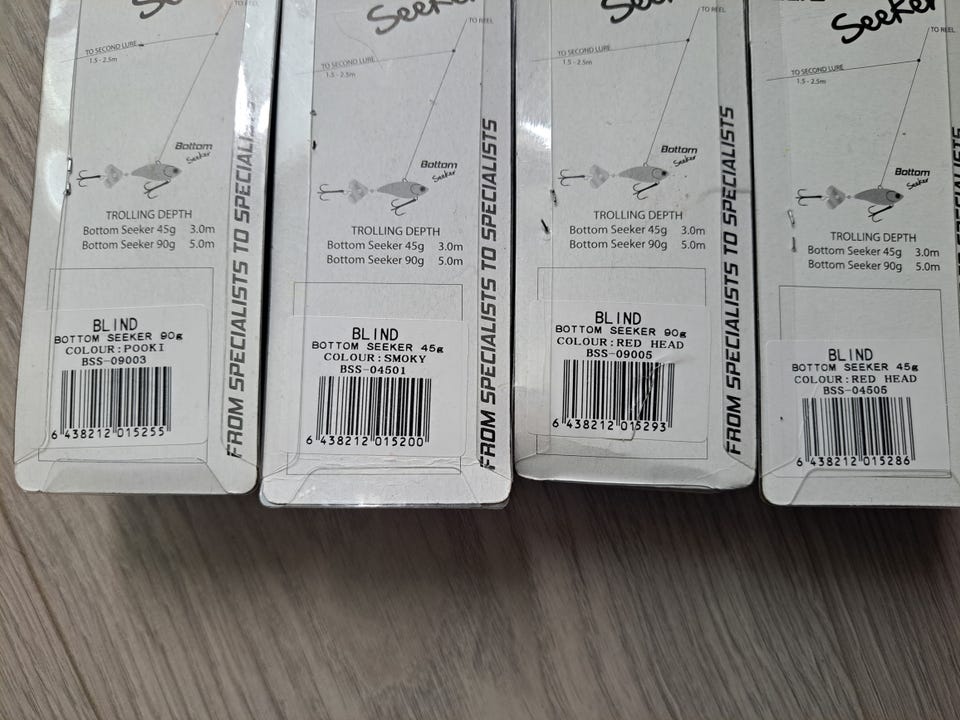 TO REEL
TO SECOND LURE
1.5 - 2.5m
Bottom
Seeker
TROLLING DEPTH
Bottom Seeker 45g 3.0m
Bottom Seeker 90g 5.0m
FROM SPECIALISTS TO SPECIALISTS
BLIND
BOTTOM SEEKER 90g
COLOUR:POOKI
BSS-09003
6 438212 015255
Seeker
TO REEL
TO SECOND LURE
1.5 - 2.5m
Bottom
Seeker
TROLLING DEPTH
Bottom Seeker 45g 3.0m
Bottom Seeker 90g 5.0m
FROM SPECIALISTS TO SPECIALISTS
BLIND
BOTTOM SEEKER 45g
COLOUR:SMOKY
BSS-04501
6 438212 015200
TO REEL
TO SECOND LURE
1.5 - 2.5m
Bottom
Seeker
TROLLING DEPTH
Bottom Seeker 45g 3.0m
Bottom Seeker 90g 5.0m
FROM SPECIALISTS TO SPECIALISTS
BLIND
BOTTOM SEEKER 90g
COLOUR:RED HEAD
BSS-09005
6 438212 015293
Seeker
TO REEL
TO SECOND LURE
1.5 - 2.5m
Bottom
Seeker
TROLLING DEPTH
Bottom Seeker 45g 3.0m
Bottom Seeker 90g 5.0m
BLIND
BOTTOM SEEKER 45g
COLOUR:RED HEAD
BSS-04505
6 438212 015286